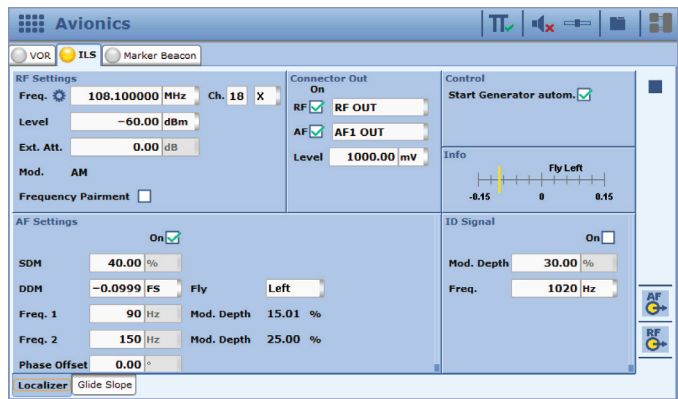 Avionics
VOR ILS Marker Beacon
RF Settings
Freq. 108.100000 MHz Ch. 18 X
Level -60.00 dBm
Ext. Att. 0.00 dB
Mod. AM
Frequency Pairment
Connector Out
On
RF RF OUT
AF AF1 OUT
Level 1000.00 mV
Control
Start Generator autom.
Info
Fly Left
-0.15 0 0.15
AF Settings
On
SDM 40.00 %
DDM -0.0999 FS Fly Left
Freq. 1 90 Hz Mod. Depth 15.01 %
Freq. 2 150 Hz Mod. Depth 25.00 %
Phase Offset 0.00 °
ID Signal
On
Mod. Depth 30.00 %
Freq. 1020 Hz
AF
RF
Localizer Glide Slope